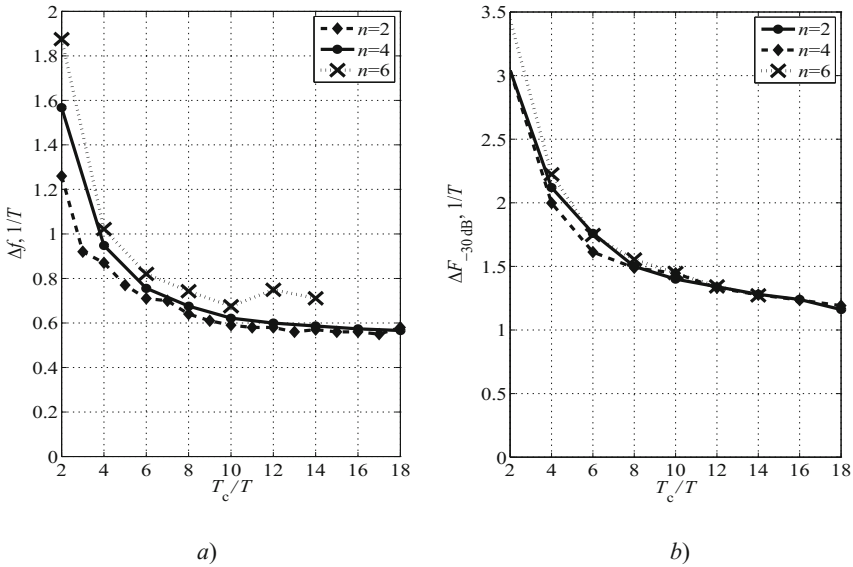 2
1.8
1.6
1.4
1.2
1
0.8
0.6
0.4
0.2
0
Δf, 1/T
2 4 6 8 10 12 14 16 18
T_c/T
n=2
n=4
n=6
a)
3.5
3
2.5
2
1.5
1
0.5
0
ΔF_−30 dB, 1/T
2 4 6 8 10 12 14 16 18
T_c/T
n=2
n=4
n=6
b)